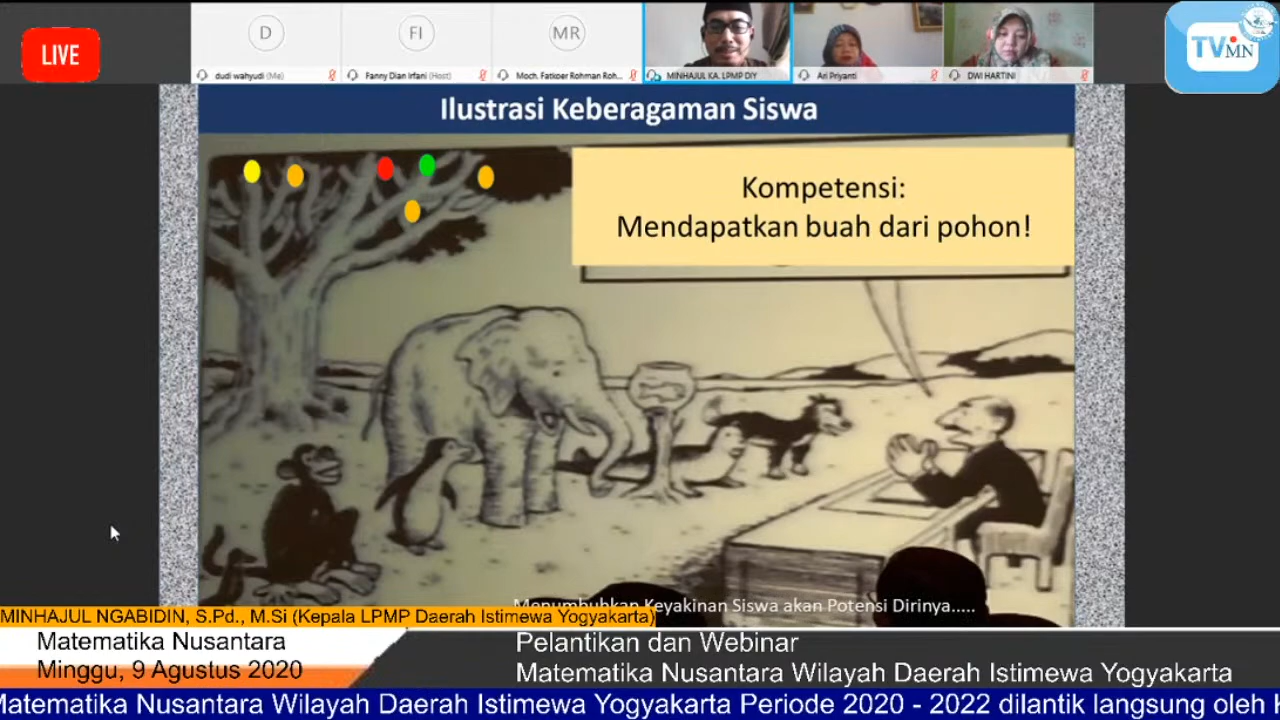 LIVE
D
FI
MR
dudi wahyudi (Me)
Fanny Dian Irfani (Host)
Moch. Fatkoer Rohman Roh...
MINHAJUL KA. LPMP DIY
Ari Priyanti
DWI HARTINI
TVMN
Ilustrasi Keberagaman Siswa
Kompetensi:
Mendapatkan buah dari pohon!
Menumbuhkan Keyakinan Siswa akan Potensi Dirinya.....
MINHAJUL NGABIDIN, S.Pd., M.Si (Kepala LPMP Daerah Istimewa Yogyakarta)
Matematika Nusantara
Minggu, 9 Agustus 2020
Pelantikan dan Webinar
Matematika Nusantara Wilayah Daerah Istimewa Yogyakarta
Matematika Nusantara Wilayah Daerah Istimewa Yogyakarta Periode 2020 - 2022 dilantik langsung oleh